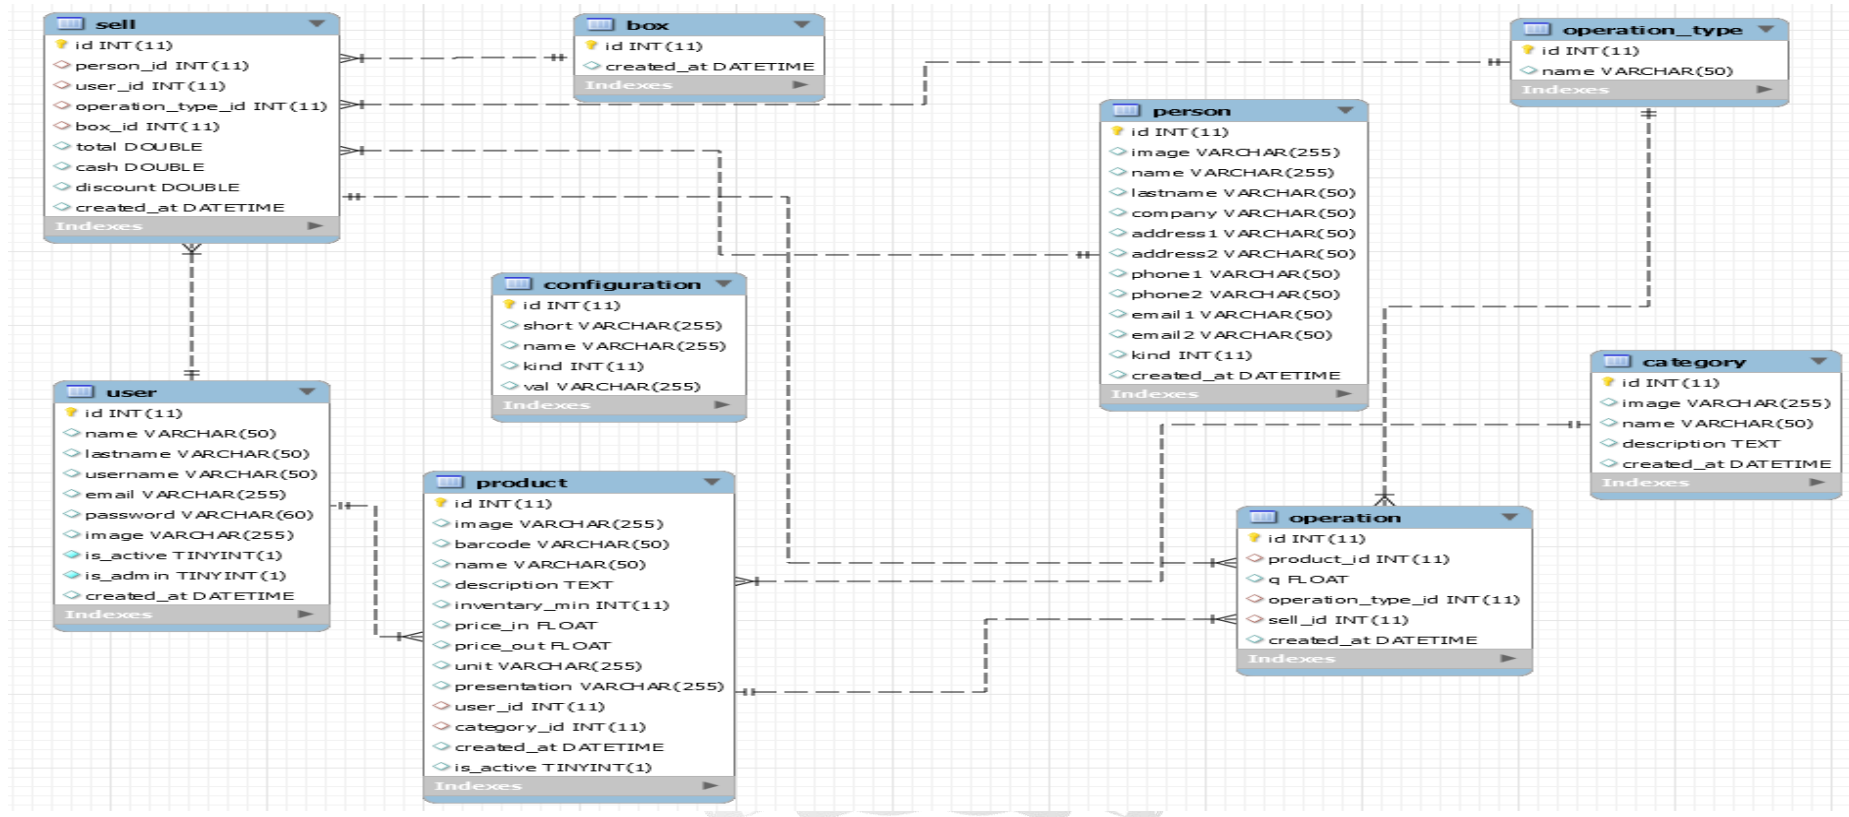 sell
id INT(11)
person_id INT(11)
user_id INT(11)
operation_type_id INT(11)
box_id INT(11)
total DOUBLE
cash DOUBLE
discount DOUBLE
created_at DATETIME
Indexes
box
id INT(11)
created_at DATETIME
Indexes
operation_type
id INT(11)
name VARCHAR(50)
Indexes
person
id INT(11)
image VARCHAR(255)
name VARCHAR(255)
lastname VARCHAR(50)
company VARCHAR(50)
address1 VARCHAR(50)
address2 VARCHAR(50)
phone1 VARCHAR(50)
phone2 VARCHAR(50)
email1 VARCHAR(50)
email2 VARCHAR(50)
kind INT(11)
created_at DATETIME
Indexes
configuration
id INT(11)
short VARCHAR(255)
name VARCHAR(255)
kind INT(11)
val VARCHAR(255)
Indexes
category
id INT(11)
image VARCHAR(255)
name VARCHAR(50)
description TEXT
created_at DATETIME
Indexes
user
id INT(11)
name VARCHAR(50)
lastname VARCHAR(50)
username VARCHAR(50)
email VARCHAR(255)
password VARCHAR(60)
image VARCHAR(255)
is_active TINYINT(1)
is_admin TINYINT(1)
created_at DATETIME
Indexes
product
id INT(11)
image VARCHAR(255)
barcode VARCHAR(50)
name VARCHAR(50)
description TEXT
inventary_min INT(11)
price_in FLOAT
price_out FLOAT
unit VARCHAR(255)
presentation VARCHAR(255)
user_id INT(11)
category_id INT(11)
created_at DATETIME
is_active TINYINT(1)
Indexes
operation
id INT(11)
product_id INT(11)
q FLOAT
operation_type_id INT(11)
sell_id INT(11)
created_at DATETIME
Indexes